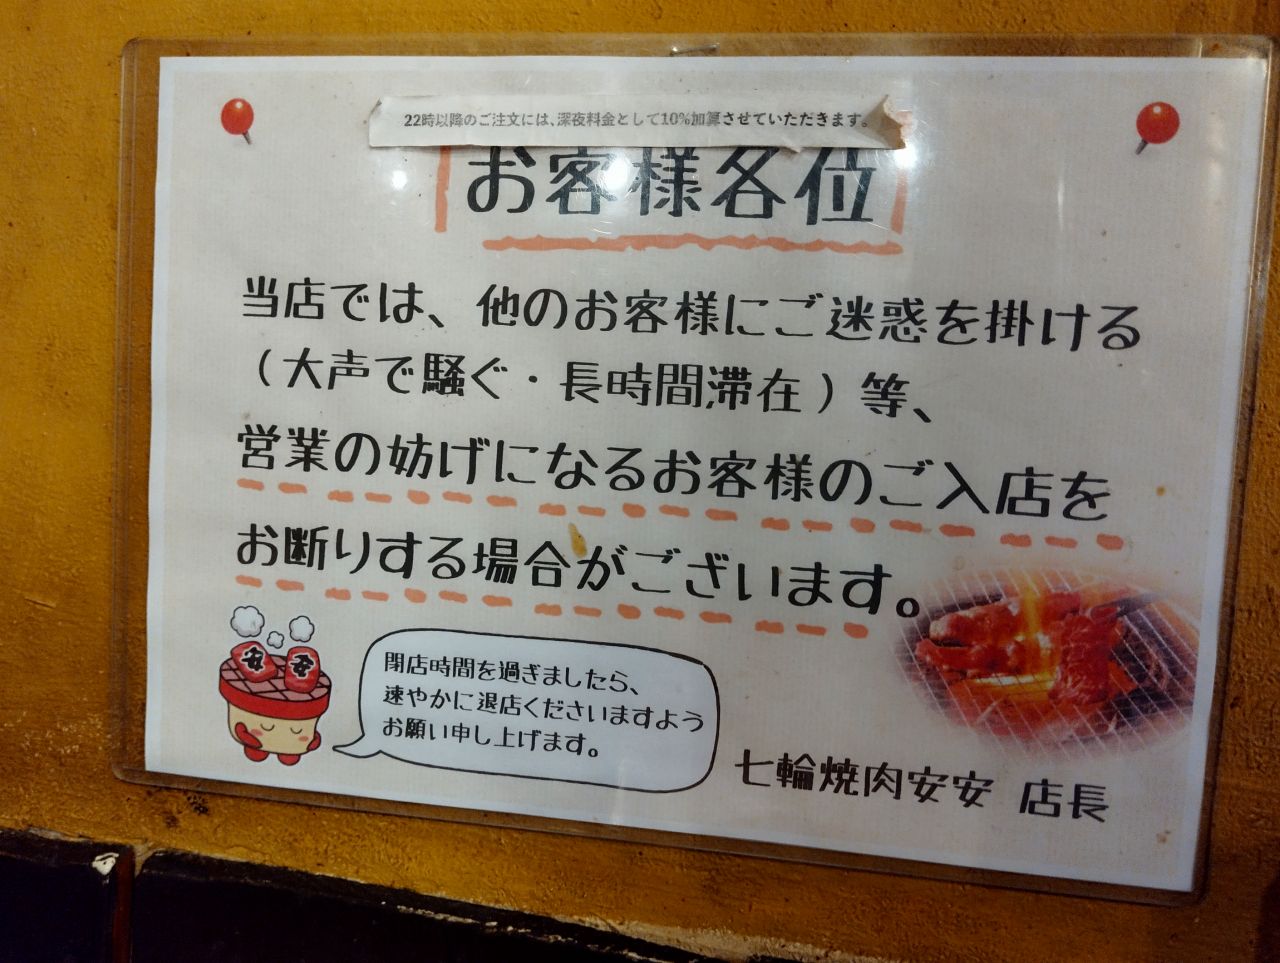 22時以降のご注文には、深夜料金として10%加算させていただきます。
お客様各位
当店では、他のお客様にご迷惑を掛ける
（大声で騒ぐ・長時間滞在）等、
営業の妨げになるお客様のご入店を
お断りする場合がございます。
安 安
閉店時間を過ぎましたら、
速やかに退店くださいますよう
お願い申し上げます。
七輪焼肉安安 店長